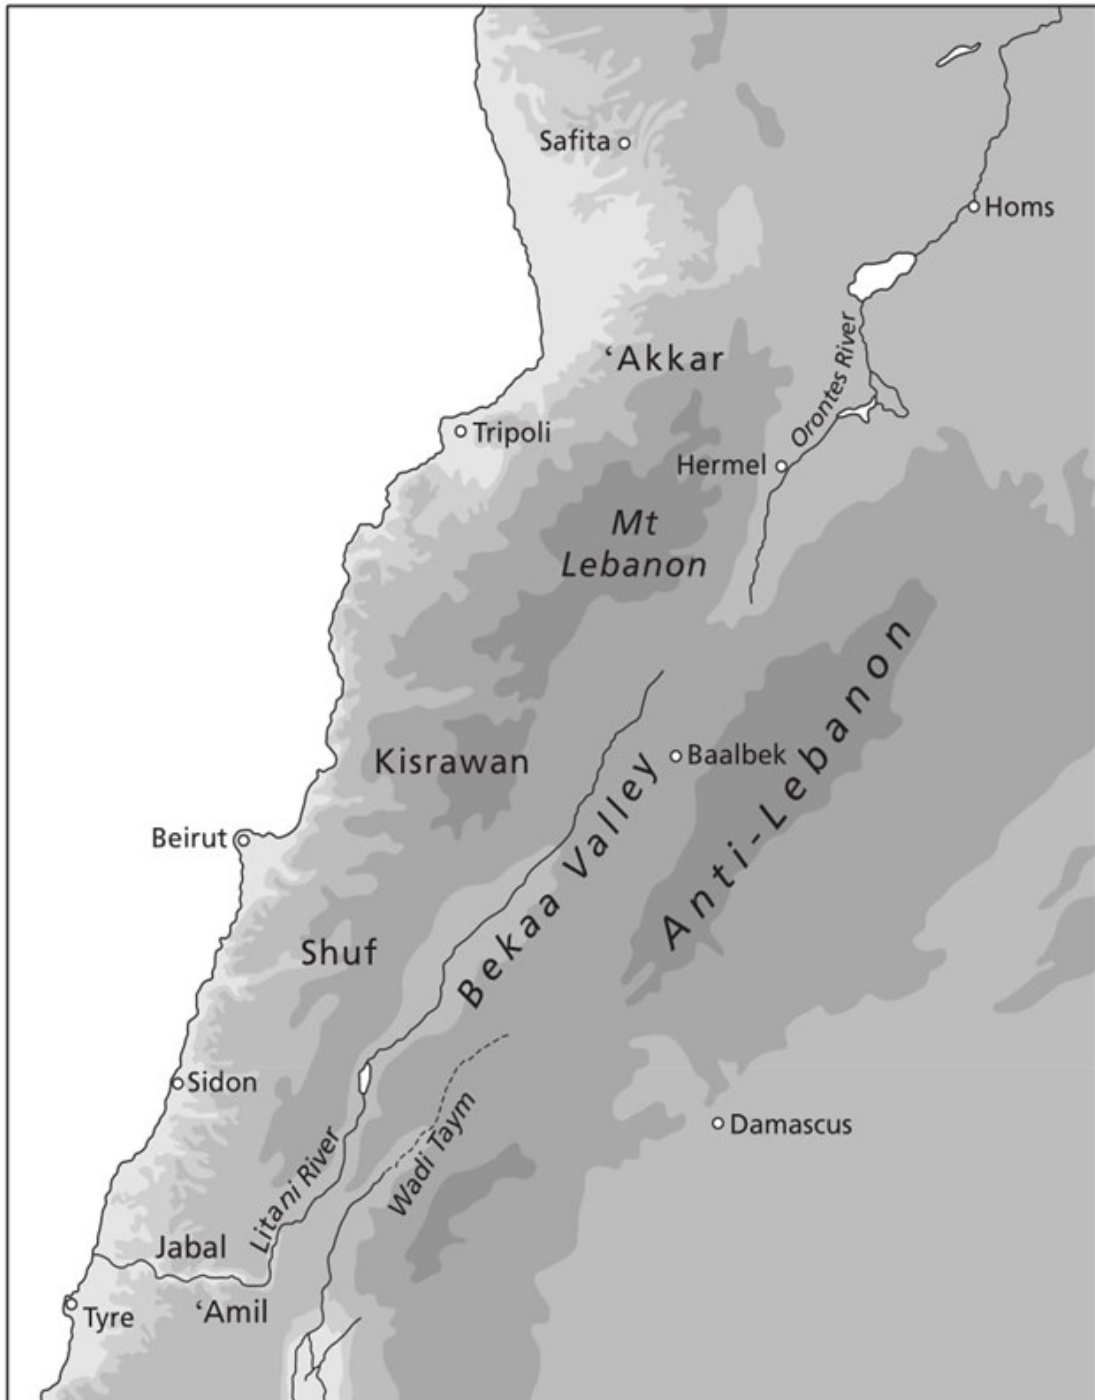 Safita
Homs
‘Akkar
Orontes River
Tripoli
Hermel
Mt
Lebanon
Anti-Lebanon
Baalbek
Kisrawan
Bekaa Valley
Beirut
Shuf
Sidon
Damascus
Wadi Taym
Litani River
Jabal
‘Amil
Tyre